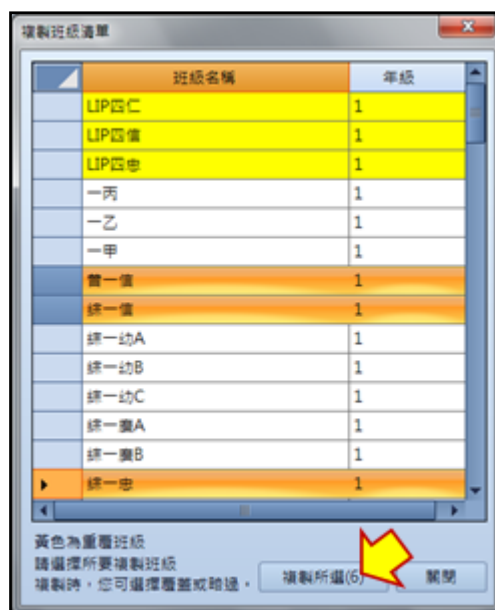 複製班級清單
班級名稱 年級
LIP四仁 1
LIP四信 1
LIP四忠 1
一丙 1
一乙 1
一甲 1
普一信 1
綜一信 1
綜一幼A 1
綜一幼B 1
綜一幼C 1
綜一廣A 1
綜一廣B 1
綜一忠 1
黃色為重覆班級
請選擇所要複製班級
複製時，您可選擇覆蓋或略過。
複製所選(6)
關閉